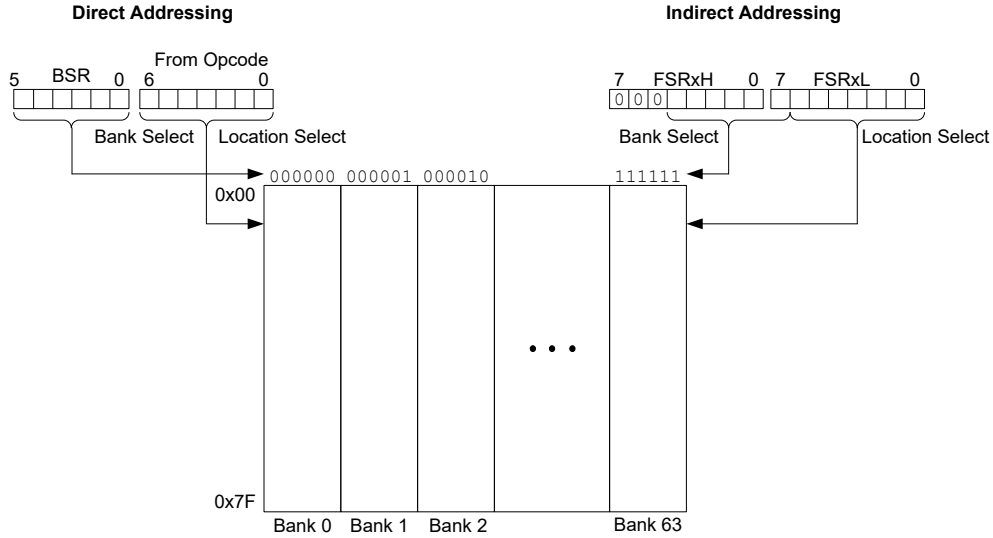 Direct Addressing Indirect Addressing
From Opcode
5 BSR 0 6 0 7 FSRxH 0 7 FSRxL 0
0 0 0
Bank Select Location Select Bank Select Location Select
000000 000001 000010 111111
0x00
• • •
0x7F
Bank 0 Bank 1 Bank 2 Bank 63